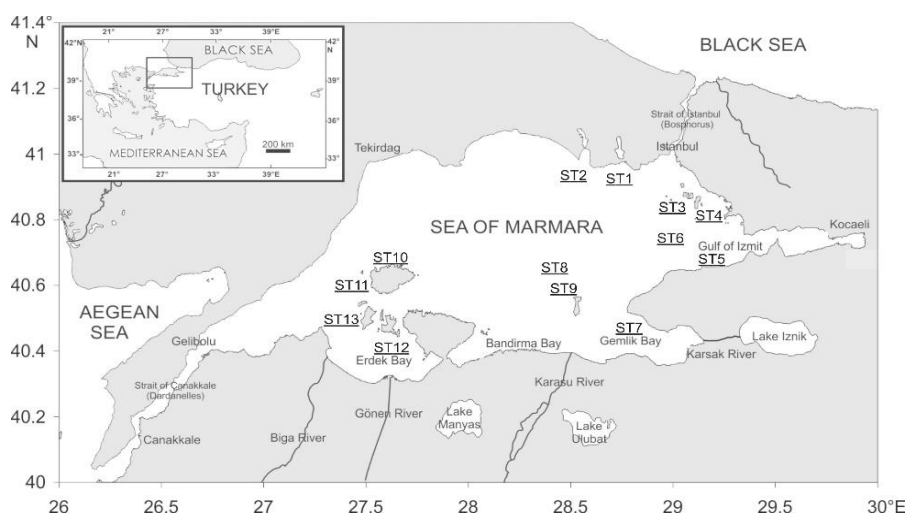 41.4°
N
41.2
41
40.8
40.6
40.4
40.2
40
26
26.5
27
27.5
28
28.5
29
29.5
30°E
21°E
27°E
33°E
39°E
42°N
39
36
33
42
N
39
36
33
21°E
27°E
33°E
39°E
BLACK SEA
TURKEY
MEDITERRANEAN SEA
200 km
BLACK SEA
Strait of Istanbul
(Bosphorus)
Istanbul
Tekirdag
ST2
ST1
ST3
ST4
Kocaeli
SEA OF MARMARA
ST6
Gulf of Izmit
ST5
ST10
ST8
ST11
ST9
AEGEAN
SEA
ST13
ST7
Gelibolu
ST12
Bandirma Bay
Gemlik Bay
Lake Iznik
Erdek Bay
Karsak River
Strait of Canakkale
(Dardanelles)
Karasu River
Canakkale
Biga River
Gönen River
Lake
Manyas
Lake
Ulubat